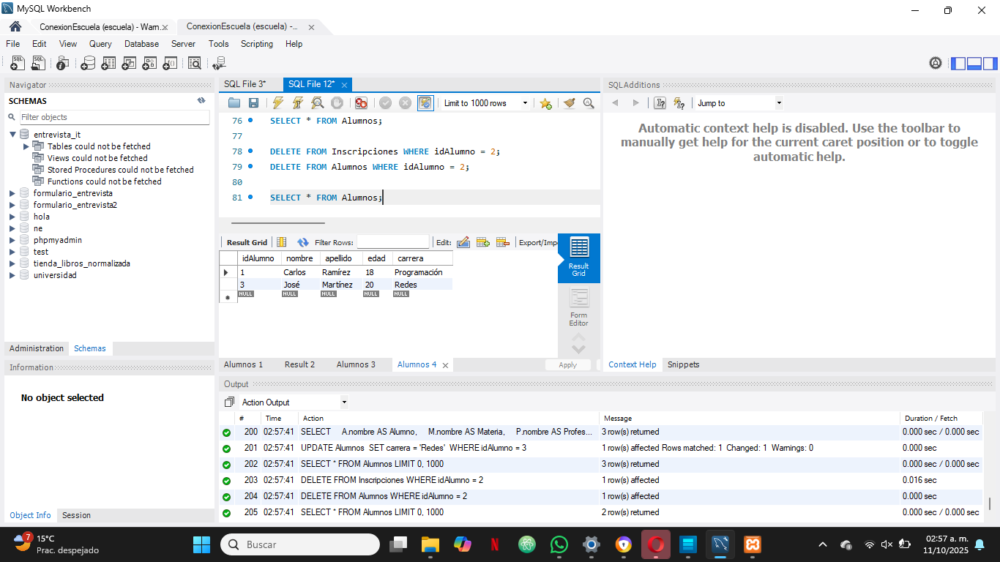 MySQL Workbench
ConexionEscuela (escuela) - Warn...
ConexionEscuela (escuela) -...
File Edit View Query Database Server Tools Scripting Help
Navigator
SCHEMAS
Filter objects
entrevista_it
Tables could not be fetched
Views could not be fetched
Stored Procedures could not be fetched
Functions could not be fetched
formulario_entrevista
formulario_entrevista2
hola
ne
phpmyadmin
test
tienda_libros_normalizada
universidad
Administration Schemas
Information
No object selected
Object Info Session
SQL File 3* SQL File 12*
Limit to 1000 rows
76 SELECT * FROM Alumnos;
77
78 DELETE FROM Inscripciones WHERE idAlumno = 2;
79 DELETE FROM Alumnos WHERE idAlumno = 2;
80
81 SELECT * FROM Alumnos;
Result Grid Filter Rows: Edit: Export/Imp
idAlumno nombre apellido edad carrera
1 Carlos Ramírez 18 Programación
3 José Martínez 20 Redes
NULL NULL NULL NULL NULL
Result Grid
Form Editor
Alumnos 1 Result 2 Alumnos 3 Alumnos 4 Apply
SQLAdditions
Jump to
Automatic context help is disabled. Use the toolbar to
manually get help for the current caret position or to toggle
automatic help.
Context Help Snippets
Output
Action Output
# Time Action Message Duration / Fetch
200 02:57:41 SELECT A.nombre AS Alumno, M.nombre AS Materia, P.nombre AS Profes... 3 row(s) returned 0.000 sec / 0.000 sec
201 02:57:41 UPDATE Alumnos SET carrera = 'Redes' WHERE idAlumno = 3 1 row(s) affected Rows matched: 1 Changed: 1 Warnings: 0 0.000 sec
202 02:57:41 SELECT * FROM Alumnos LIMIT 0, 1000 3 row(s) returned 0.000 sec / 0.000 sec
203 02:57:41 DELETE FROM Inscripciones WHERE idAlumno = 2 1 row(s) affected 0.016 sec
204 02:57:41 DELETE FROM Alumnos WHERE idAlumno = 2 1 row(s) affected 0.000 sec
205 02:57:41 SELECT * FROM Alumnos LIMIT 0, 1000 2 row(s) returned 0.000 sec / 0.000 sec
7
15°C
Prac. despejado
Buscar
02:57 a. m.
11/10/2025